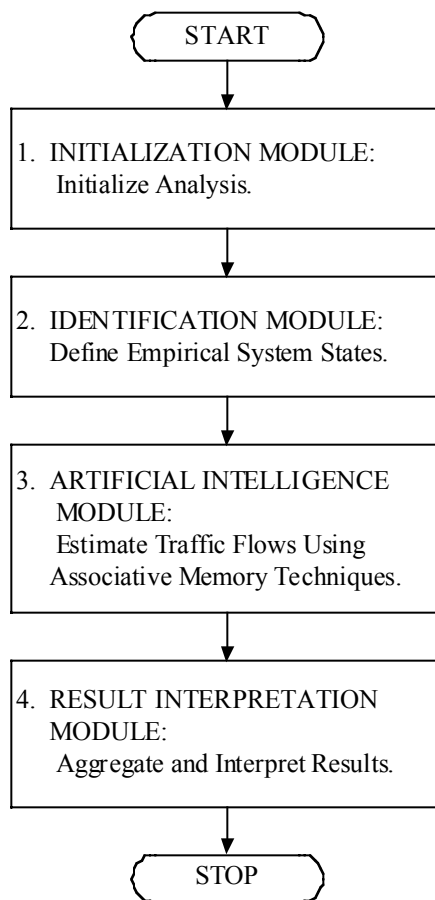 START
1. INITIALIZATION MODULE:
Initialize Analysis.
2. IDENTIFICATION MODULE:
Define Empirical System States.
3. ARTIFICIAL INTELLIGENCE
MODULE:
Estimate Traffic Flows Using
Associative Memory Techniques.
4. RESULT INTERPRETATION
MODULE:
Aggregate and Interpret Results.
STOP